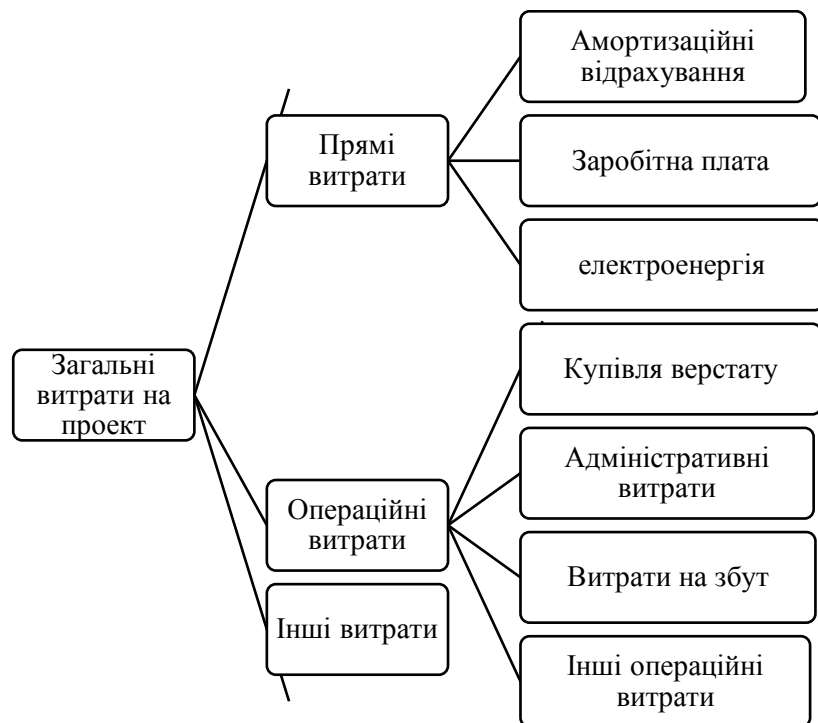 Загальні
витрати на
проект
Прямі
витрати
Амортизаційні
відрахування
Заробітна плата
електроенергія
Операційні
витрати
Купівля верстату
Адміністративні
витрати
Витрати на збут
Інші операційні
витрати
Інші витрати